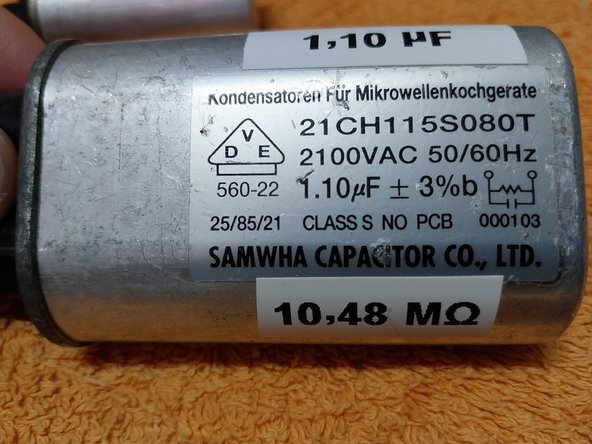 1,10 µF
Kondensatoren Für Mikrowellenkochgerate
21CH115S080T
VDE
2100VAC 50/60Hz
560-22
1.10µF ± 3%b
25/85/21 CLASS S NO PCB 000103
SAMWHA CAPACITOR CO., LTD.
10,48 MΩ